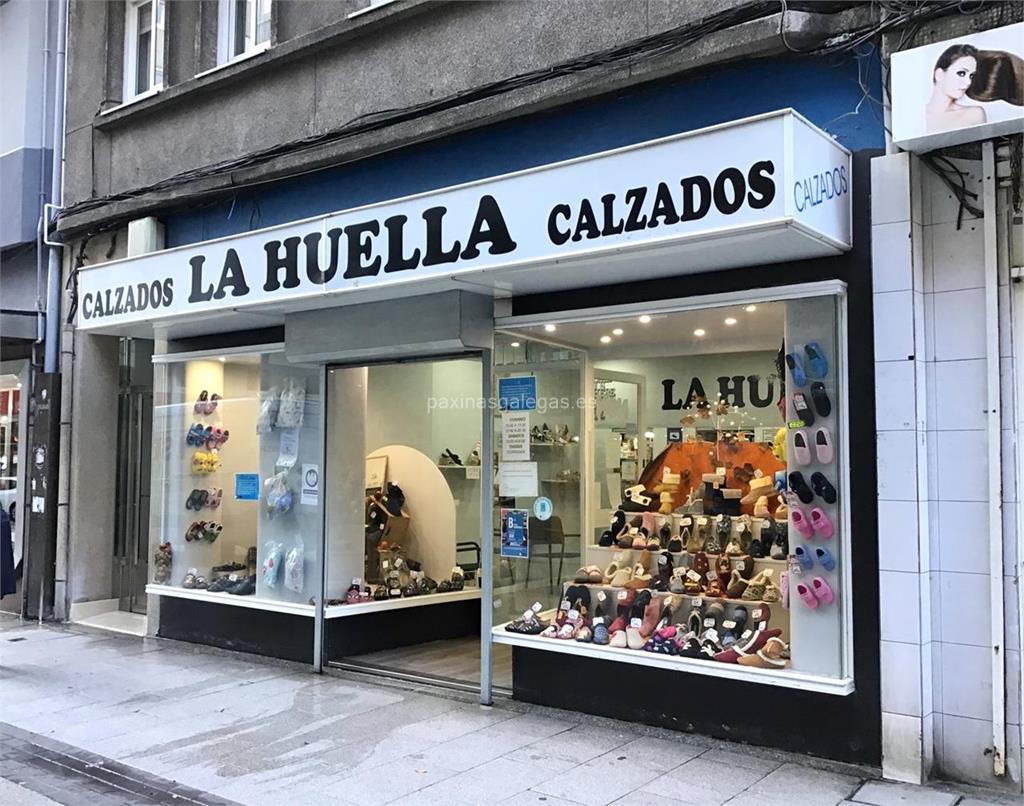 CALZADOS LA HUELLA CALZADOS
CALZADOS
LA HU
paxinasgalegas.es